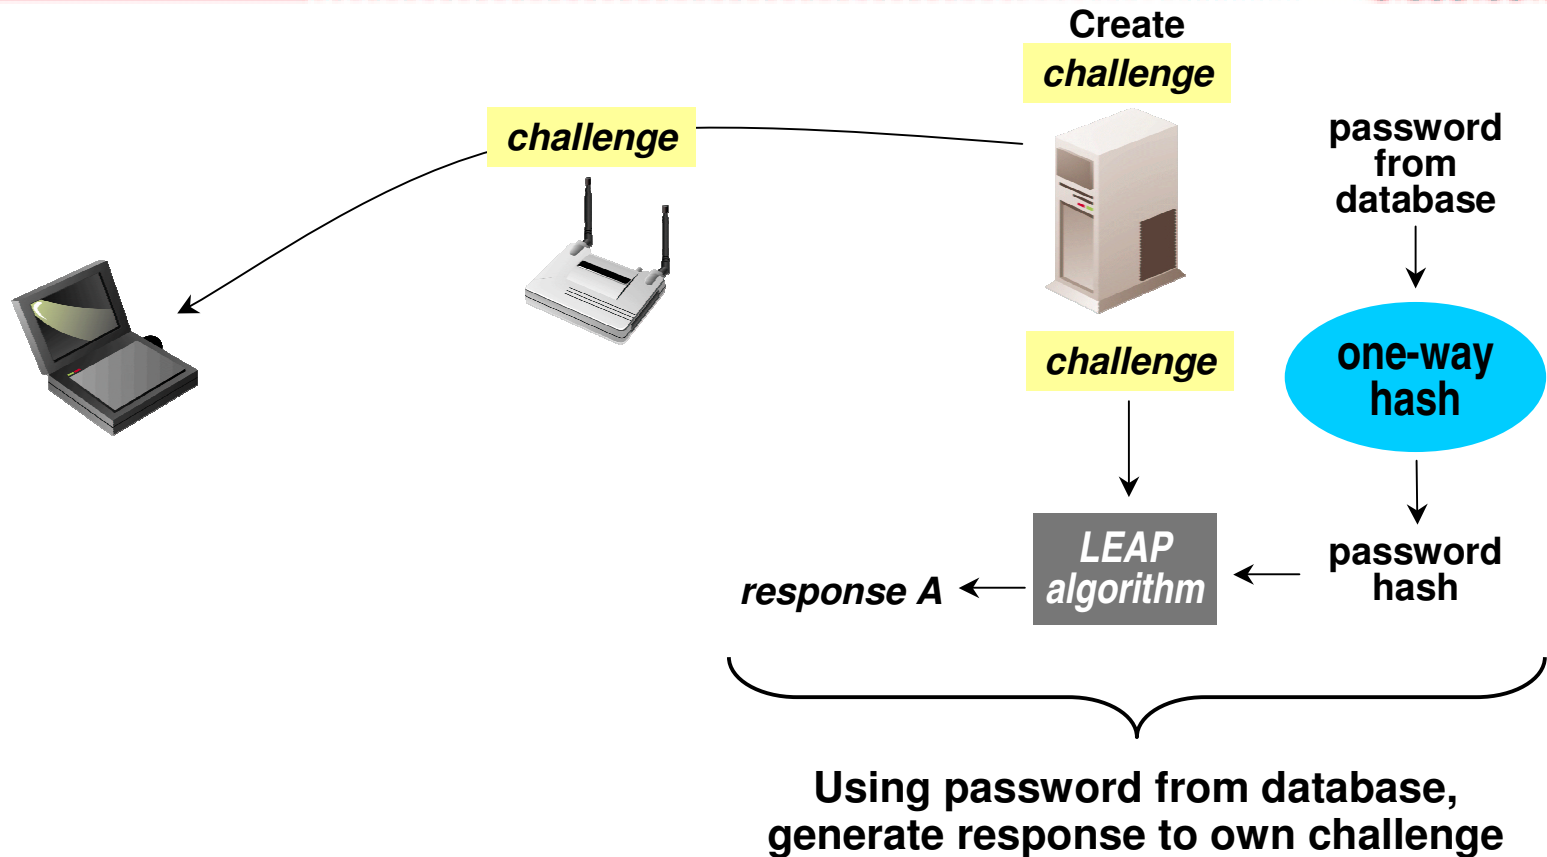 Create
challenge
challenge
password
from
database
challenge
one-way
hash
LEAP
algorithm
password
hash
response A
Using password from database,
generate response to own challenge